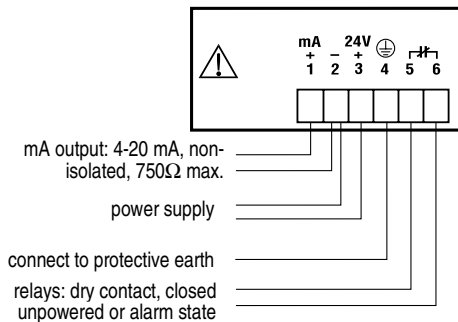 mA 24V
+ – +
1 2 3 4 5 6
mA output: 4-20 mA, non-
isolated, 750Ω max.
power supply
connect to protective earth
relays: dry contact, closed
unpowered or alarm state